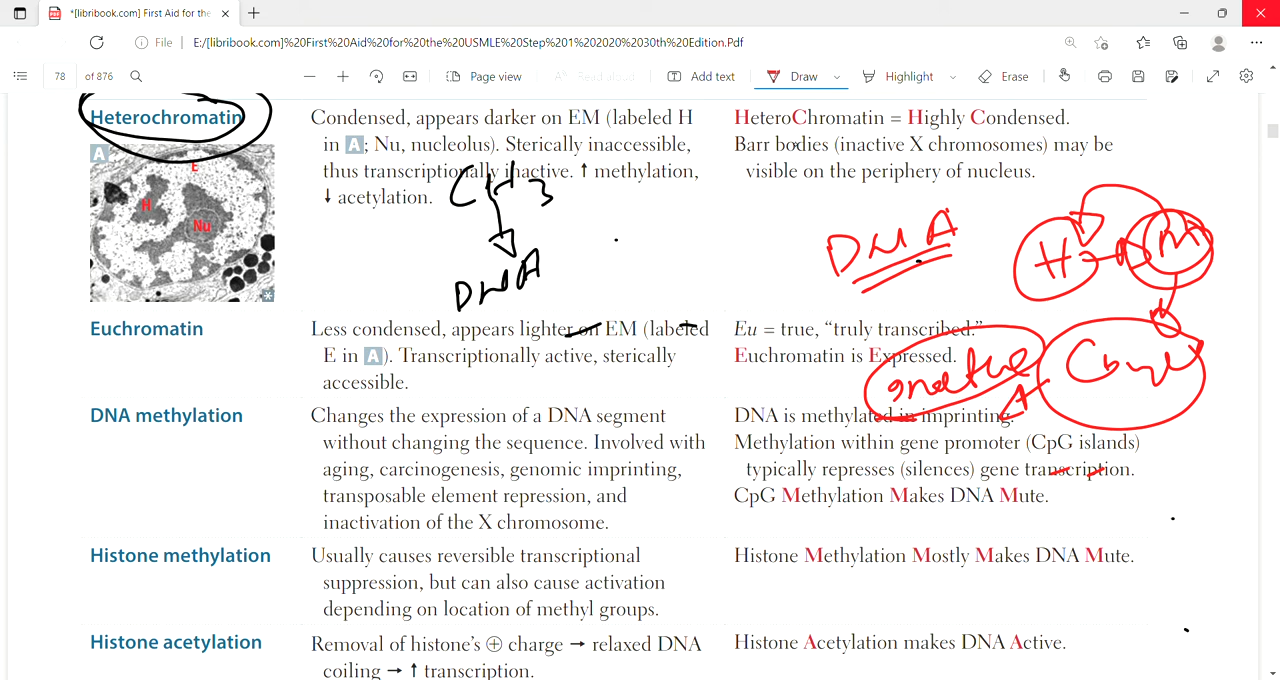 *[libribook.com] First Aid for the
File | E:/[libribook.com]%20First%20Aid%20for%20the%20USMLE%20Step%201%202020%2030th%20Edition.Pdf
78 of 876 Page view Read aloud Add text Draw Highlight Erase
Heterochromatin
Condensed, appears darker on EM (labeled H
in A; Nu, nucleolus). Sterically inaccessible,
thus transcriptionally inactive. ↑ methylation,
↓ acetylation.
HeteroChromatin = Highly Condensed.
Barr bodies (inactive X chromosomes) may be
visible on the periphery of nucleus.
A
E
H
Nu
CH3
DNA
DNA
H
M
Euchromatin
Less condensed, appears lighter on EM (labeled
E in A). Transcriptionally active, sterically
accessible.
Eu = true, “truly transcribed.”
Euchromatin is Expressed.
DNA methylation
Changes the expression of a DNA segment
without changing the sequence. Involved with
aging, carcinogenesis, genomic imprinting,
transposable element repression, and
inactivation of the X chromosome.
DNA is methylated in imprinting.
Methylation within gene promoter (CpG islands)
typically represses (silences) gene transcription.
CpG Methylation Makes DNA Mute.
Histone methylation
Usually causes reversible transcriptional
suppression, but can also cause activation
depending on location of methyl groups.
Histone Methylation Mostly Makes DNA Mute.
Histone acetylation
Removal of histone’s ⊕ charge → relaxed DNA
coiling → ↑ transcription.
Histone Acetylation makes DNA Active.